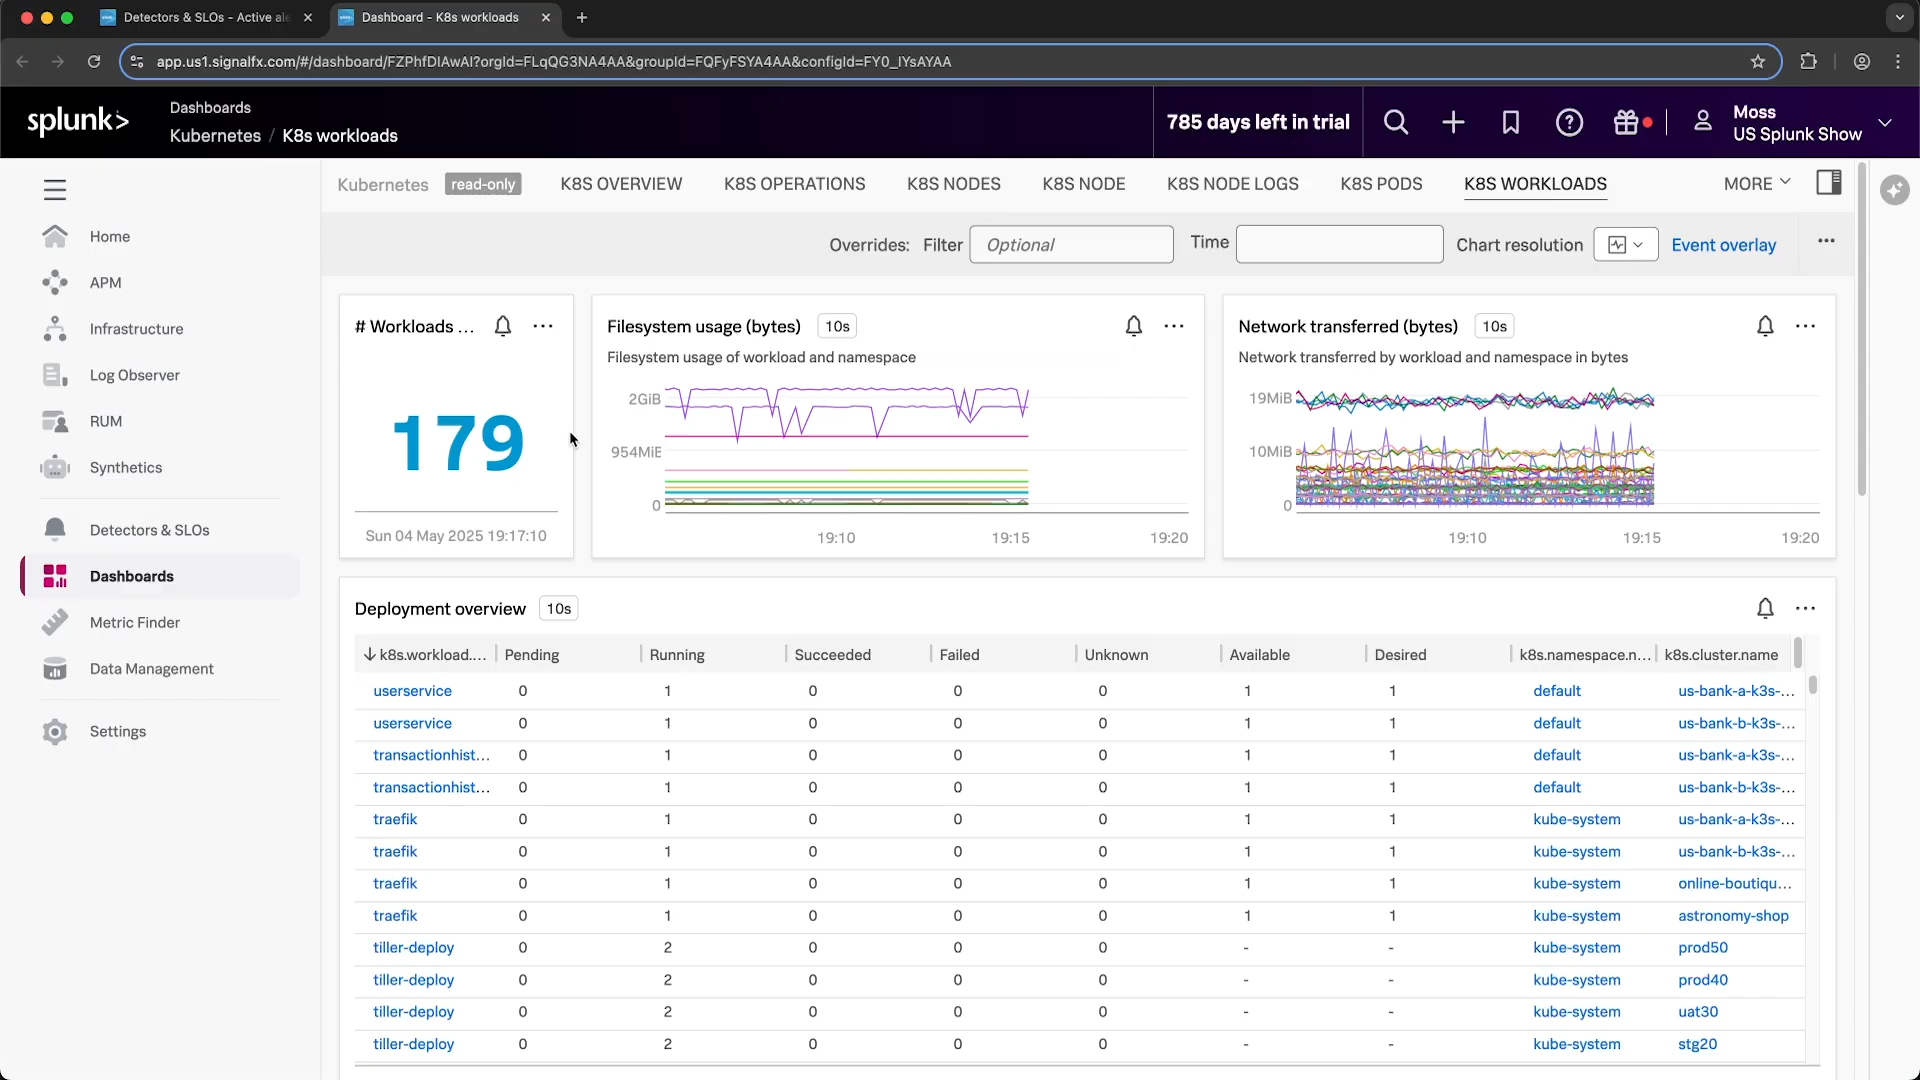 Detectors & SLOs - Active ale
Dashboard - K8s workloads
app.us1.signalfx.com/#/dashboard/FZPhfDlAwAI?orgId=FLqQG3NA4AA&groupId=FQFyFSYA4AA&configId=FY0_IYsAYAA
splunk>
Dashboards
Kubernetes / K8s workloads
785 days left in trial
Moss
US Splunk Show
Home
APM
Infrastructure
Log Observer
RUM
Synthetics
Detectors & SLOs
Dashboards
Metric Finder
Data Management
Settings
Kubernetes read-only K8S OVERVIEW K8S OPERATIONS K8S NODES K8S NODE K8S NODE LOGS K8S PODS K8S WORKLOADS MORE
Overrides: Filter Optional Time Chart resolution Event overlay
# Workloads ...
179
Sun 04 May 2025 19:17:10
Filesystem usage (bytes) 10s
Filesystem usage of workload and namespace
2GiB
954MiB
0
19:10 19:15 19:20
Network transferred (bytes) 10s
Network transferred by workload and namespace in bytes
19MiB
10MiB
0
19:10 19:15 19:20
Deployment overview 10s
k8s.workload.... Pending Running Succeeded Failed Unknown Available Desired k8s.namespace.n... k8s.cluster.name
userservice 0 1 0 0 0 1 1 default us-bank-a-k3s-...
userservice 0 1 0 0 0 1 1 default us-bank-b-k3s-...
transactionhist... 0 1 0 0 0 1 1 default us-bank-a-k3s-...
transactionhist... 0 1 0 0 0 1 1 default us-bank-b-k3s-...
traefik 0 1 0 0 0 1 1 kube-system us-bank-a-k3s-...
traefik 0 1 0 0 0 1 1 kube-system us-bank-b-k3s-...
traefik 0 1 0 0 0 1 1 kube-system online-boutiqu...
traefik 0 1 0 0 0 1 1 kube-system astronomy-shop
tiller-deploy 0 2 0 0 0 - - kube-system prod50
tiller-deploy 0 2 0 0 0 - - kube-system prod40
tiller-deploy 0 2 0 0 0 - - kube-system uat30
tiller-deploy 0 2 0 0 0 - - kube-system stg20